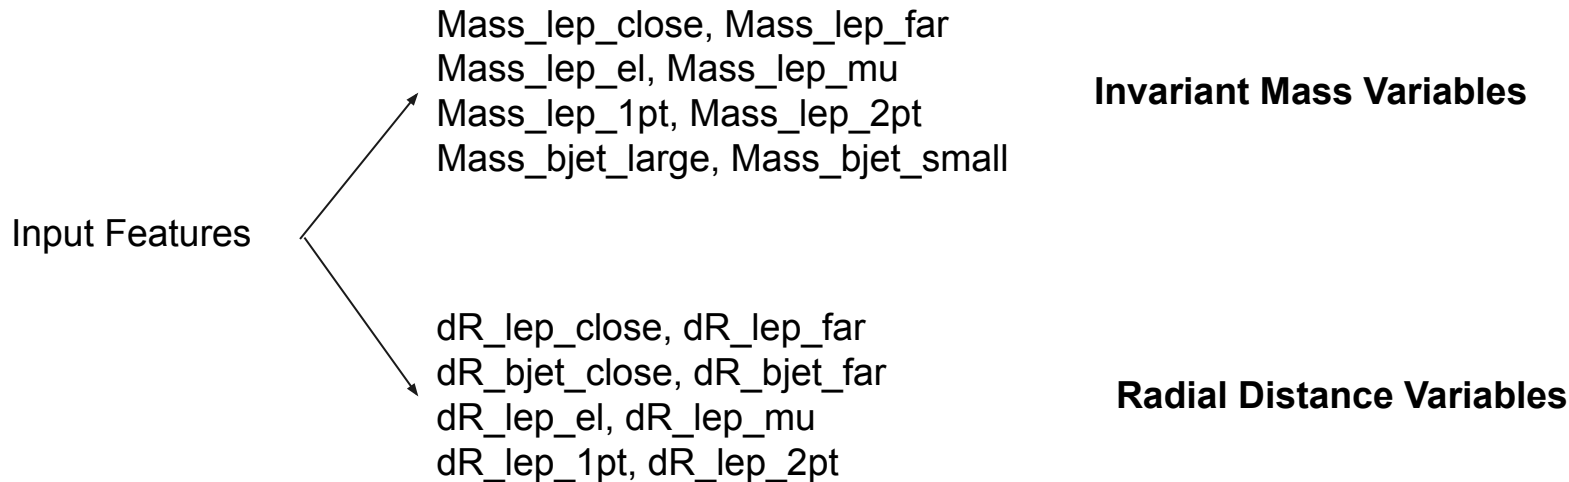 Mass_lep_close, Mass_lep_far
Mass_lep_el, Mass_lep_mu
Mass_lep_1pt, Mass_lep_2pt
Mass_bjet_large, Mass_bjet_small
Invariant Mass Variables
Input Features
dR_lep_close, dR_lep_far
dR_bjet_close, dR_bjet_far
dR_lep_el, dR_lep_mu
dR_lep_1pt, dR_lep_2pt
Radial Distance Variables